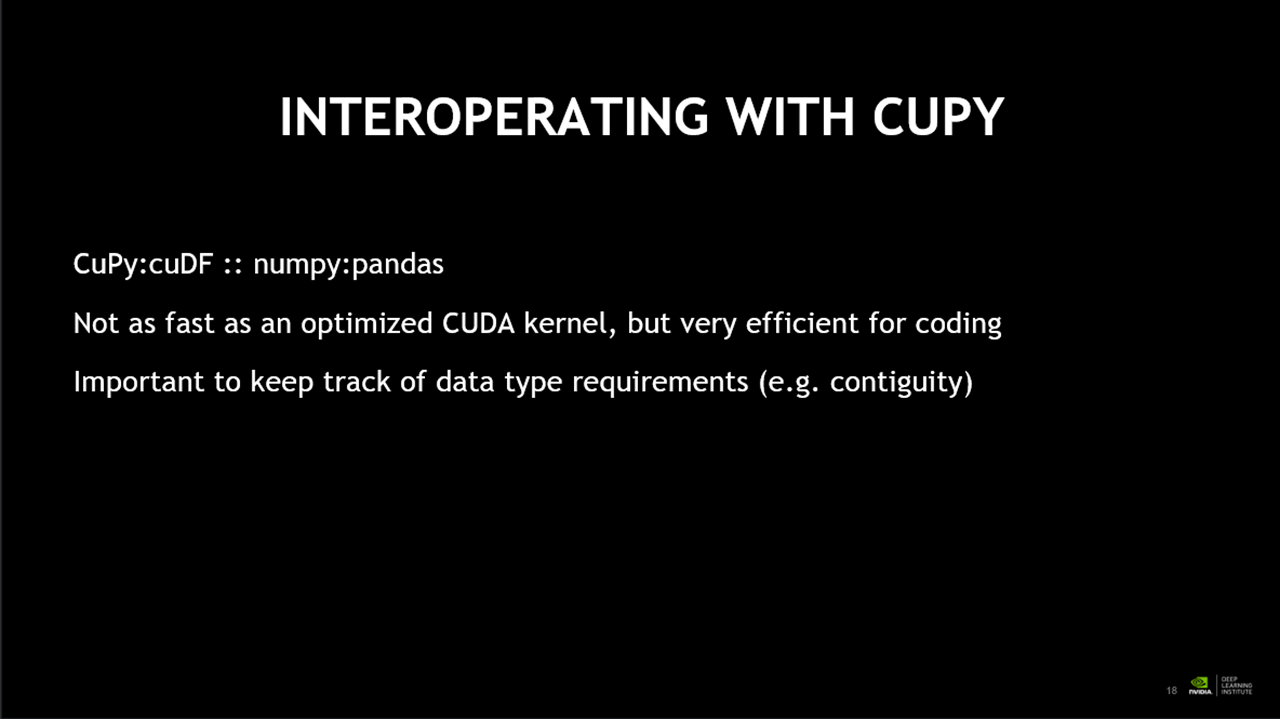 INTEROPERATING WITH CUPY
CuPy:cuDF :: numpy:pandas
Not as fast as an optimized CUDA kernel, but very efficient for coding
Important to keep track of data type requirements (e.g. contiguity)
18
NVIDIA.
DEEP
LEARNING
INSTITUTE